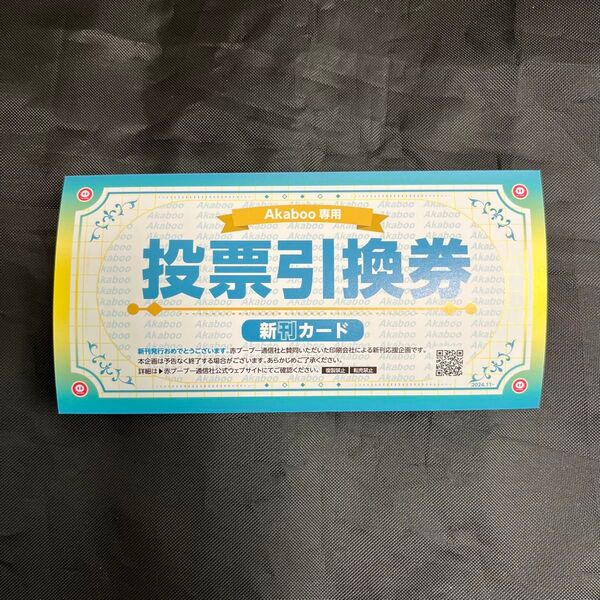 Akaboo 専用
投票引換券
新刊カード
新刊発行おめでとうございます。赤ブーブー通信社と賛同いただいた印刷会社による新刊応援企画です。
本企画は予告なく終了する場合がございます。あらかじめご了承ください。
詳細は▶赤ブーブー通信社公式ウェブサイトにてご確認ください。 複製禁止 転売禁止
2024.11-